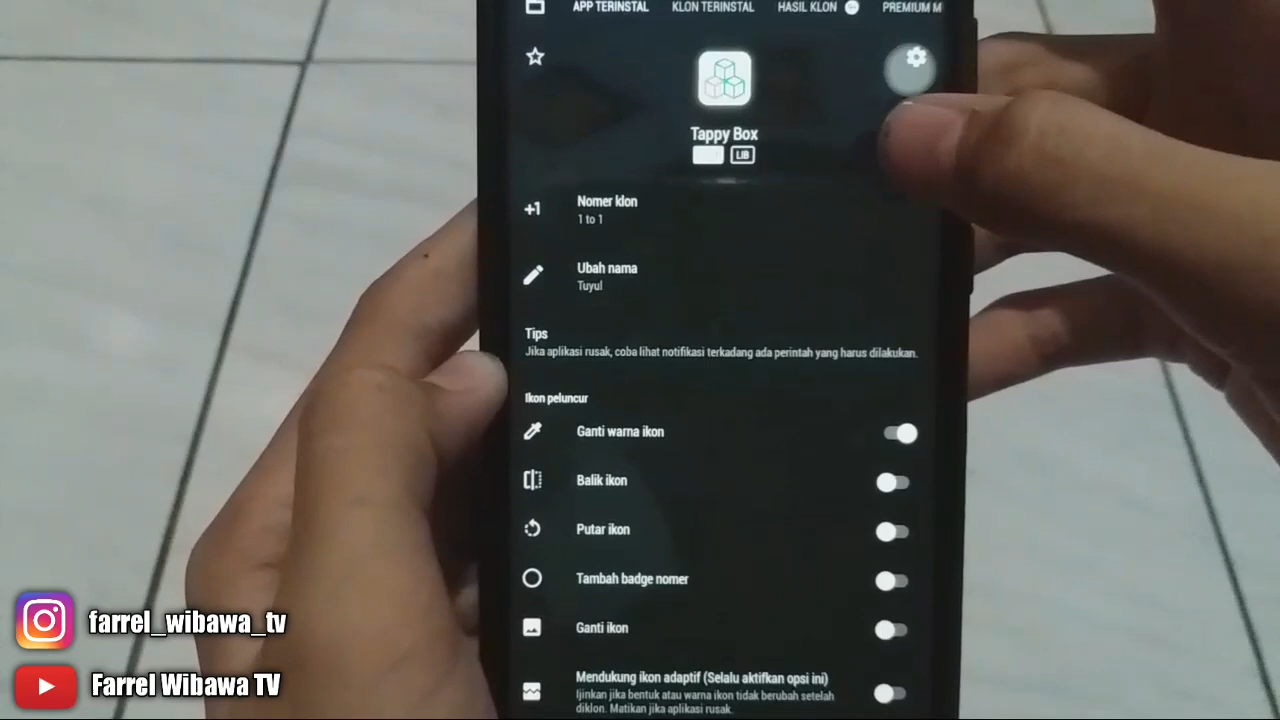 APP TERINSTAL KLON TERINSTAL HASIL KLON PREMIUM M
Tappy Box
LIB
+1 Nomer klon
1 to 1
Ubah nama
Tuyul
Tips
Jika aplikasi rusak, coba lihat notifikasi terkadang ada perintah yang harus dilakukan.
Ikon peluncur
Ganti warna ikon
Balik ikon
Putar ikon
Tambah badge nomer
Ganti ikon
Mendukung ikon adaptif (Selalu aktifkan opsi ini)
Ijinkan jika bentuk atau warna ikon tidak berubah setelah
diklon. Matikan jika aplikasi rusak.
farrel_wibawa_tv
Farrel Wibawa TV